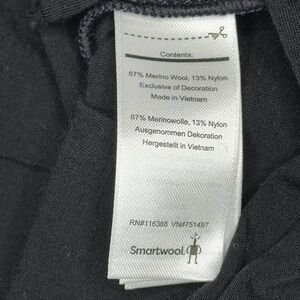 Contents:
87% Merino Wool, 13% Nylon
Exclusive of Decoration
Made in Vietnam
87% Merinowolle, 13% Nylon
Ausgenommen Dekoration
Hergestellt in Vietnam
RN#116388 VN#751497
Smartwool